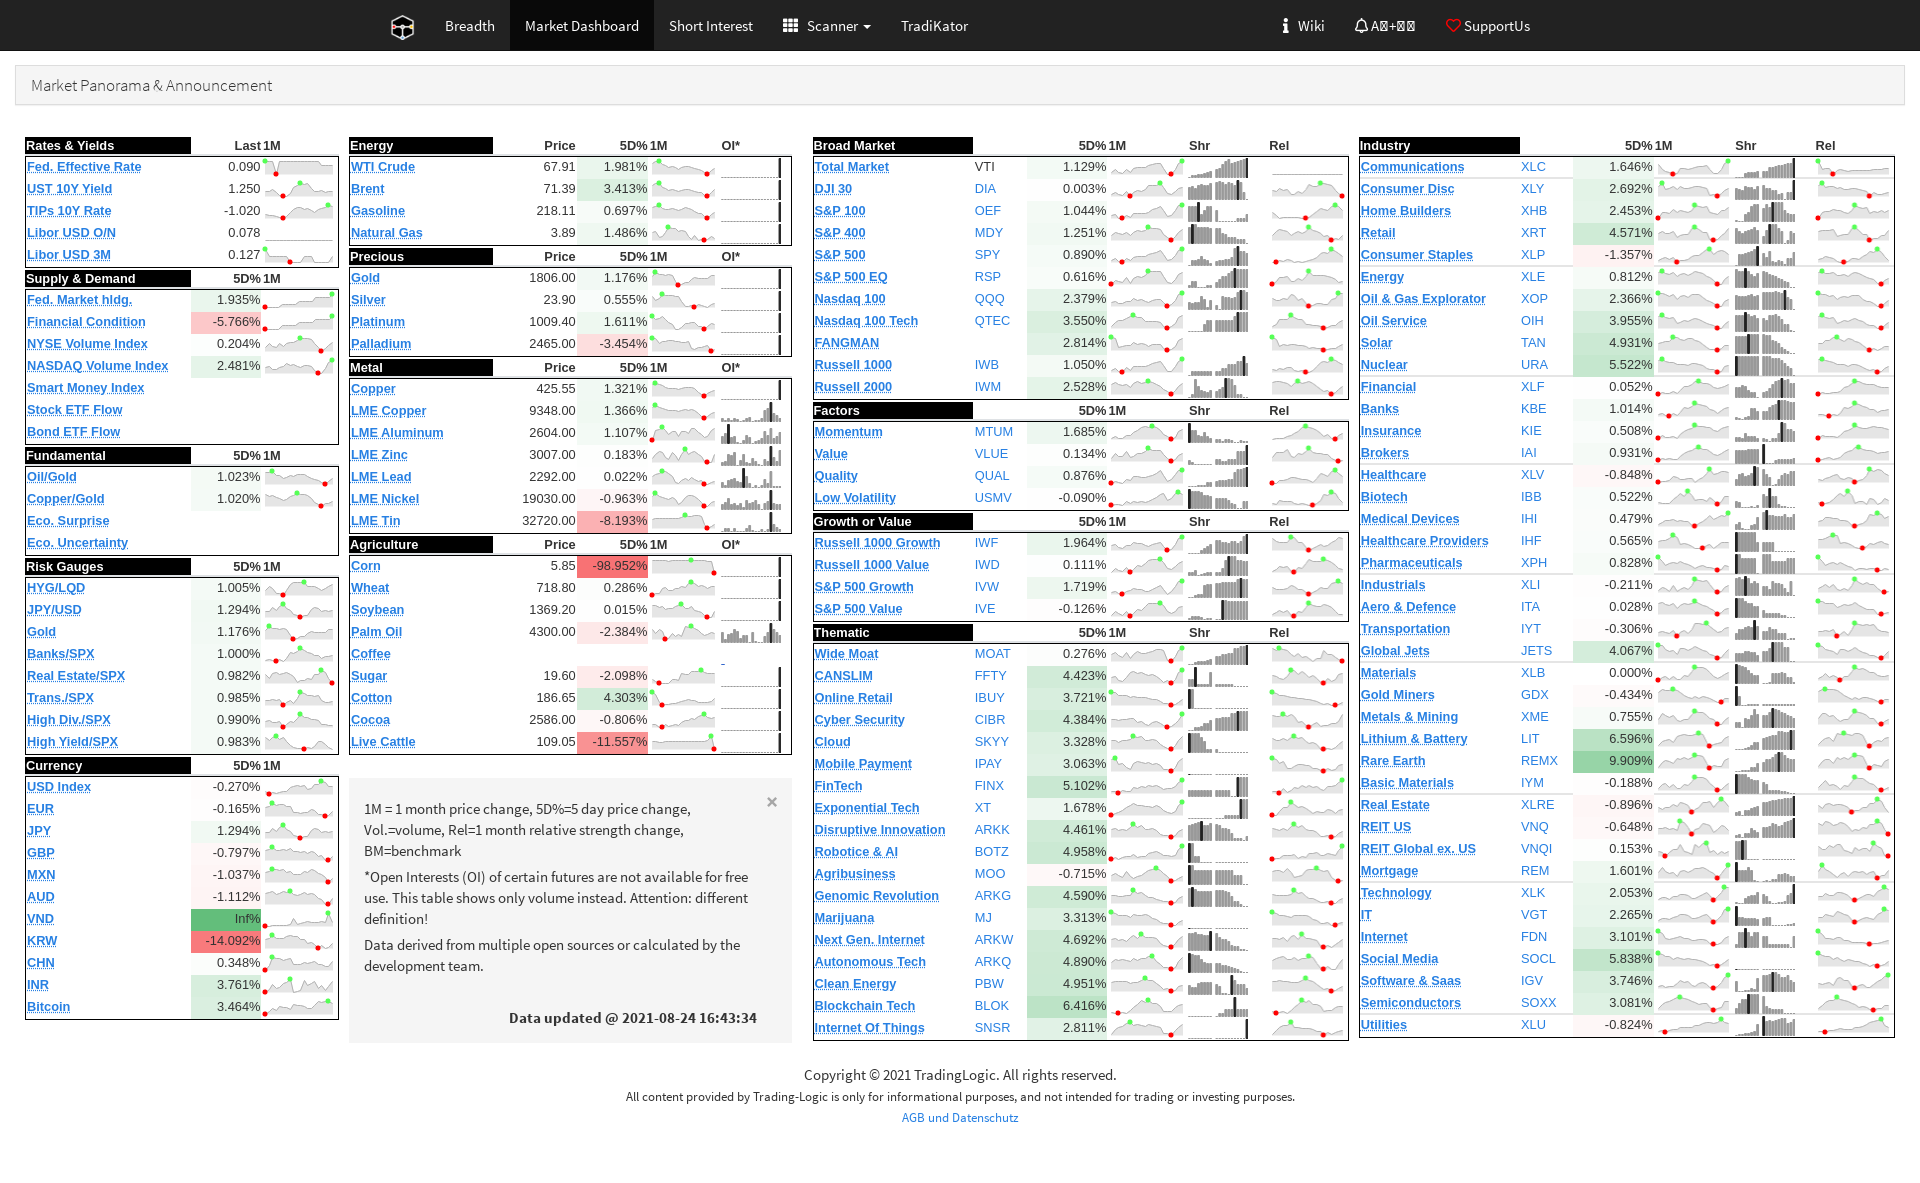 Breadth Market Dashboard Short Interest Scanner TradiKator Wiki SupportUs
Market Panorama & Announcement
Rates & Yields Last 1M
Fed. Effective Rate 0.090
UST 10Y Yield 1.250
TIPs 10Y Rate -1.020
Libor USD O/N 0.078
Libor USD 3M 0.127
Supply & Demand 5D% 1M
Fed. Market hldg. 1.935%
Financial Condition -5.766%
NYSE Volume Index 0.204%
NASDAQ Volume Index 2.481%
Smart Money Index
Stock ETF Flow
Bond ETF Flow
Fundamental 5D% 1M
Oil/Gold 1.023%
Copper/Gold 1.020%
Eco. Surprise
Eco. Uncertainty
Risk Gauges 5D% 1M
HYG/LQD 1.005%
JPY/USD 1.294%
Gold 1.176%
Banks/SPX 1.000%
Real Estate/SPX 0.982%
Trans./SPX 0.985%
High Div./SPX 0.990%
High Yield/SPX 0.983%
Currency 5D% 1M
USD Index -0.270%
EUR -0.165%
JPY 1.294%
GBP -0.797%
MXN -1.037%
AUD -1.112%
VND Inf%
KRW -14.092%
CHN 0.348%
INR 3.761%
Bitcoin 3.464%
Energy Price 5D% 1M OI*
WTI Crude 67.91 1.981%
Brent 71.39 3.413%
Gasoline 218.11 0.697%
Natural Gas 3.89 1.486%
Precious Price 5D% 1M OI*
Gold 1806.00 1.176%
Silver 23.90 0.555%
Platinum 1009.40 1.611%
Palladium 2465.00 -3.454%
Metal Price 5D% 1M OI*
Copper 425.55 1.321%
LME Copper 9348.00 1.366%
LME Aluminum 2604.00 1.107%
LME Zinc 3007.00 0.183%
LME Lead 2292.00 0.022%
LME Nickel 19030.00 -0.963%
LME Tin 32720.00 -8.193%
Agriculture Price 5D% 1M OI*
Corn 5.85 -98.952%
Wheat 718.80 0.286%
Soybean 1369.20 0.015%
Palm Oil 4300.00 -2.384%
Coffee -
Sugar 19.60 -2.098%
Cotton 186.65 4.303%
Cocoa 2586.00 -0.806%
Live Cattle 109.05 -11.557%
×
1M = 1 month price change, 5D%=5 day price change,
Vol.=volume, Rel=1 month relative strength change,
BM=benchmark
*Open Interests (OI) of certain futures are not available for free
use. This table shows only volume instead. Attention: different
definition!
Data derived from multiple open sources or calculated by the
development team.
Data updated @ 2021-08-24 16:43:34
Broad Market 5D% 1M Shr Rel
Total Market VTI 1.129%
DJI 30 DIA 0.003%
S&P 100 OEF 1.044%
S&P 400 MDY 1.251%
S&P 500 SPY 0.890%
S&P 500 EQ RSP 0.616%
Nasdaq 100 QQQ 2.379%
Nasdaq 100 Tech QTEC 3.550%
FANGMAN 2.814%
Russell 1000 IWB 1.050%
Russell 2000 IWM 2.528%
Factors 5D% 1M Shr Rel
Momentum MTUM 1.685%
Value VLUE 0.134%
Quality QUAL 0.876%
Low Volatility USMV -0.090%
Growth or Value 5D% 1M Shr Rel
Russell 1000 Growth IWF 1.964%
Russell 1000 Value IWD 0.111%
S&P 500 Growth IVW 1.719%
S&P 500 Value IVE -0.126%
Thematic 5D% 1M Shr Rel
Wide Moat MOAT 0.276%
CANSLIM FFTY 4.423%
Online Retail IBUY 3.721%
Cyber Security CIBR 4.384%
Cloud SKYY 3.328%
Mobile Payment IPAY 3.063%
FinTech FINX 5.102%
Exponential Tech XT 1.678%
Disruptive Innovation ARKK 4.461%
Robotice & AI BOTZ 4.958%
Agribusiness MOO -0.715%
Genomic Revolution ARKG 4.590%
Marijuana MJ 3.313%
Next Gen. Internet ARKW 4.692%
Autonomous Tech ARKQ 4.890%
Clean Energy PBW 4.951%
Blockchain Tech BLOK 6.416%
Internet Of Things SNSR 2.811%
Industry 5D% 1M Shr Rel
Communications XLC 1.646%
Consumer Disc XLY 2.692%
Home Builders XHB 2.453%
Retail XRT 4.571%
Consumer Staples XLP -1.357%
Energy XLE 0.812%
Oil & Gas Explorator XOP 2.366%
Oil Service OIH 3.955%
Solar TAN 4.931%
Nuclear URA 5.522%
Financial XLF 0.052%
Banks KBE 1.014%
Insurance KIE 0.508%
Brokers IAI 0.931%
Healthcare XLV -0.848%
Biotech IBB 0.522%
Medical Devices IHI 0.479%
Healthcare Providers IHF 0.565%
Pharmaceuticals XPH 0.828%
Industrials XLI -0.211%
Aero & Defence ITA 0.028%
Transportation IYT -0.306%
Global Jets JETS 4.067%
Materials XLB 0.000%
Gold Miners GDX -0.434%
Metals & Mining XME 0.755%
Lithium & Battery LIT 6.596%
Rare Earth REMX 9.909%
Basic Materials IYM -0.188%
Real Estate XLRE -0.896%
REIT US VNQ -0.648%
REIT Global ex. US VNQI 0.153%
Mortgage REM 1.601%
Technology XLK 2.053%
IT VGT 2.265%
Internet FDN 3.101%
Social Media SOCL 5.838%
Software & Saas IGV 3.746%
Semiconductors SOXX 3.081%
Utilities XLU -0.824%
Copyright © 2021 TradingLogic. All rights reserved.
All content provided by Trading-Logic is only for informational purposes, and not intended for trading or investing purposes.
AGB und Datenschutz